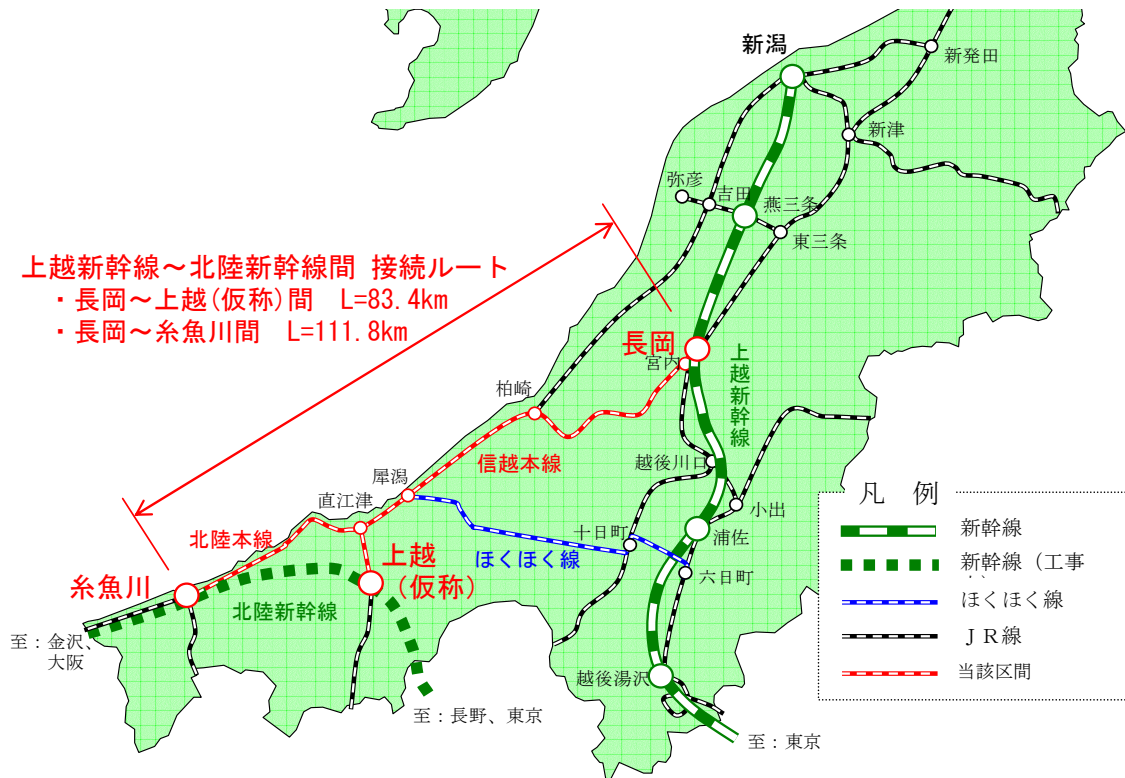 新潟
新発田
新津
弥彦
吉田
燕三条
東三条
上越新幹線～北陸新幹線間 接続ルート
・長岡～上越(仮称)間　L=83.4km
・長岡～糸魚川間　L=111.8km
長岡
宮内
上越新幹線
柏崎
信越本線
越後川口
犀潟
直江津
小出
十日町
浦佐
北陸本線
ほくほく線
上越
(仮称)
六日町
糸魚川
北陸新幹線
至：金沢、
大阪
越後湯沢
至：長野、東京
至：東京
凡　例
新幹線
新幹線（工事
ほくほく線
ＪＲ線
当該区間